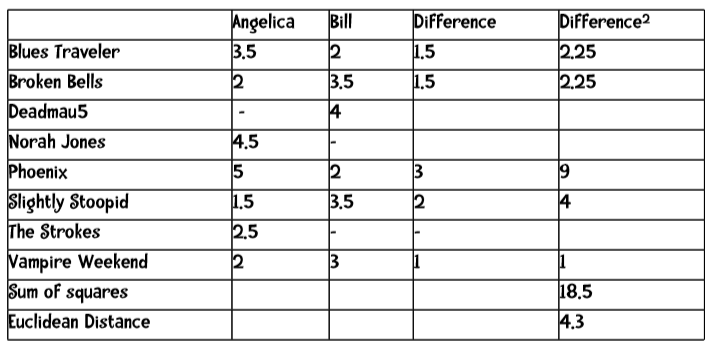 Angelica Bill Difference Difference²
Blues Traveler 3.5 2 1.5 2.25
Broken Bells 2 3.5 1.5 2.25
Deadmau5 - 4
Norah Jones 4.5 -
Phoenix 5 2 3 9
Slightly Stoopid 1.5 3.5 2 4
The Strokes 2.5 - -
Vampire Weekend 2 3 1 1
Sum of squares 18.5
Euclidean Distance 4.3